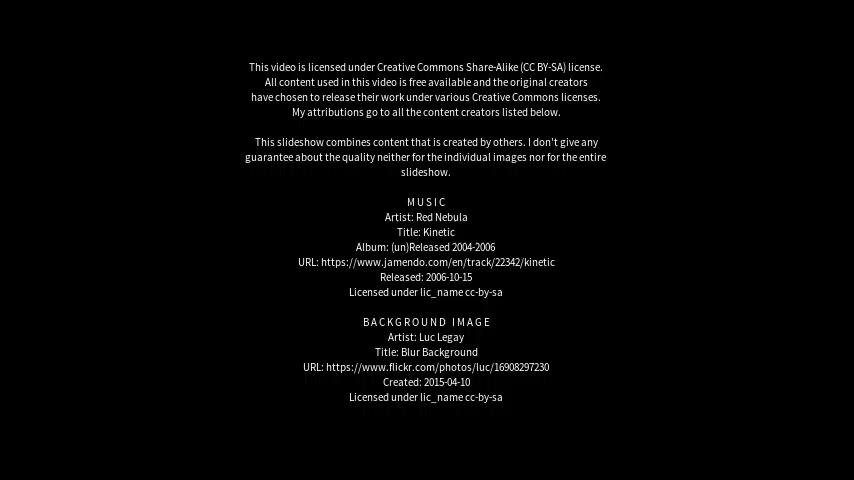 This video is licensed under Creative Commons Share-Alike (CC BY-SA) license.
All content used in this video is free available and the original creators
have chosen to release their work under various Creative Commons licenses.
My attributions go to all the content creators listed below.
This slideshow combines content that is created by others. I don't give any
guarantee about the quality neither for the individual images nor for the entire
slideshow.
MUSIC
Artist: Red Nebula
Title: Kinetic
Album: (un)Released 2004-2006
URL: https://www.jamendo.com/en/track/22342/kinetic
Released: 2006-10-15
Licensed under lic_name cc-by-sa
BACKGROUND IMAGE
Artist: Luc Legay
Title: Blur Background
URL: https://www.flickr.com/photos/luc/16908297230
Created: 2015-04-10
Licensed under lic_name cc-by-sa